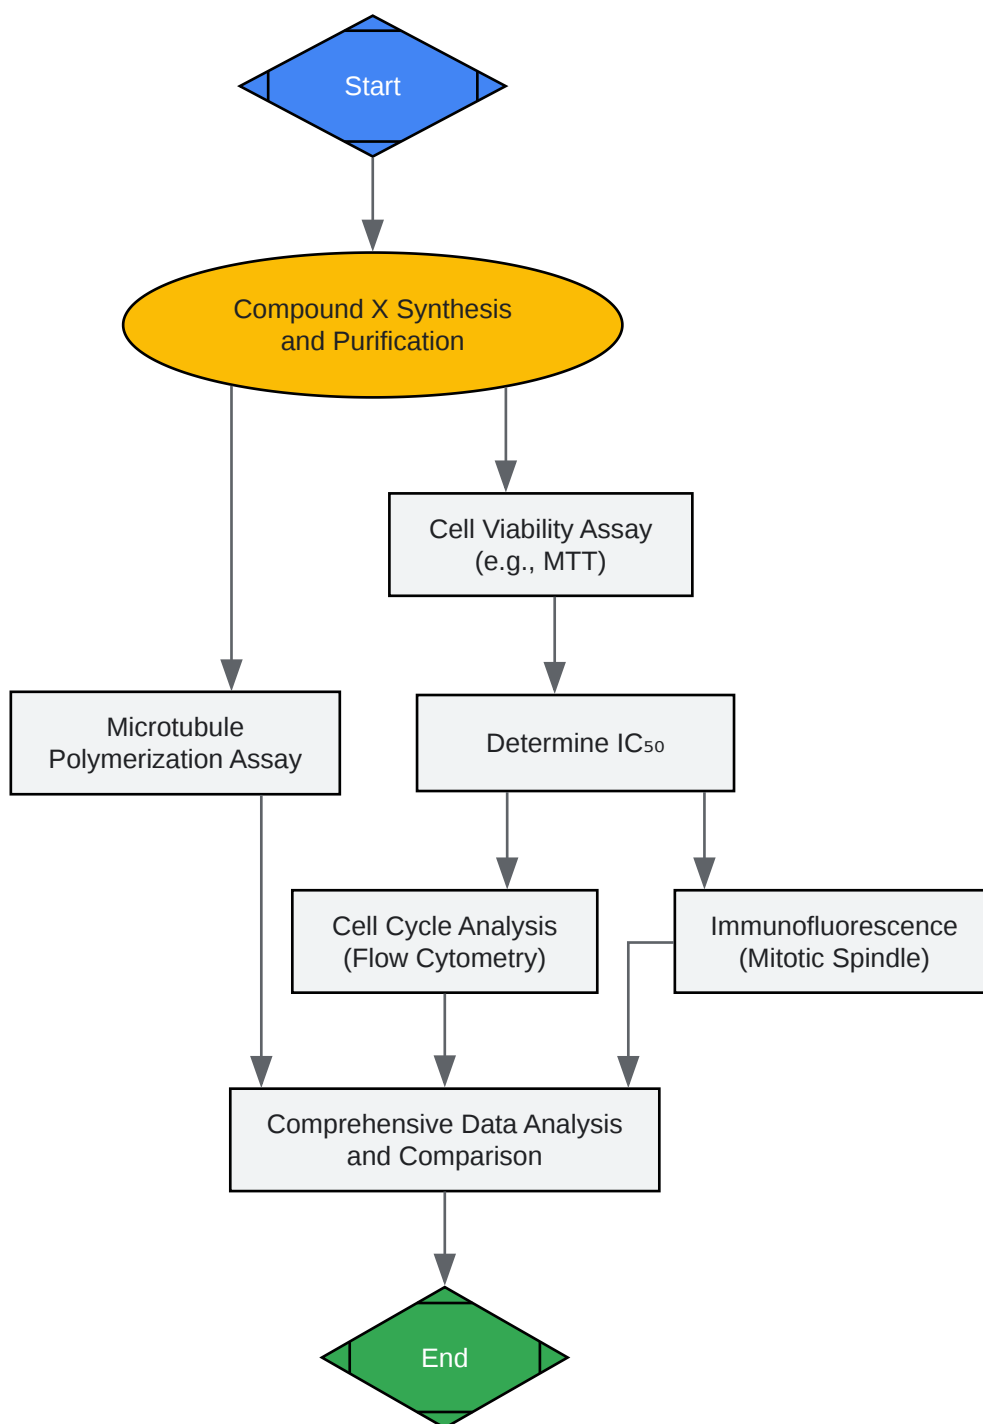 Start
Compound X Synthesis
and Purification
Cell Viability Assay
(e.g., MTT)
Microtubule
Polymerization Assay
Determine IC₅₀
Cell Cycle Analysis
(Flow Cytometry)
Immunofluorescence
(Mitotic Spindle)
Comprehensive Data Analysis
and Comparison
End